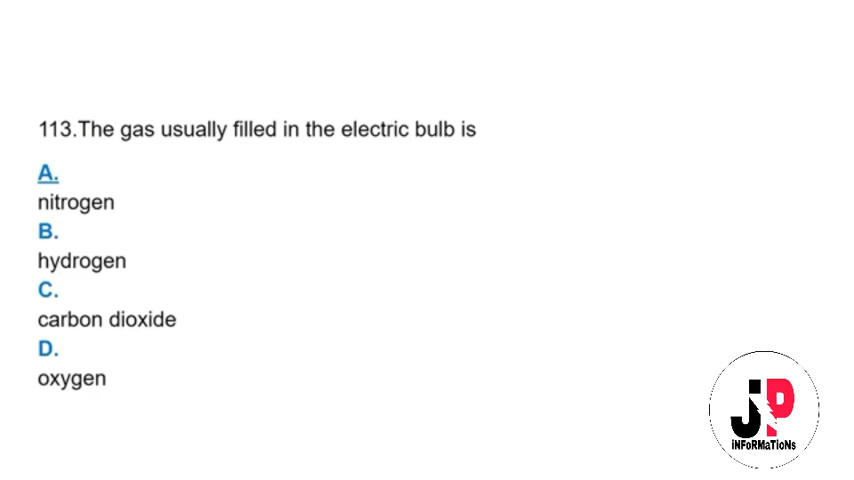 113.The gas usually filled in the electric bulb is
A.
nitrogen
B.
hydrogen
C.
carbon dioxide
D.
oxygen
JP
iNFoRMaTioNs